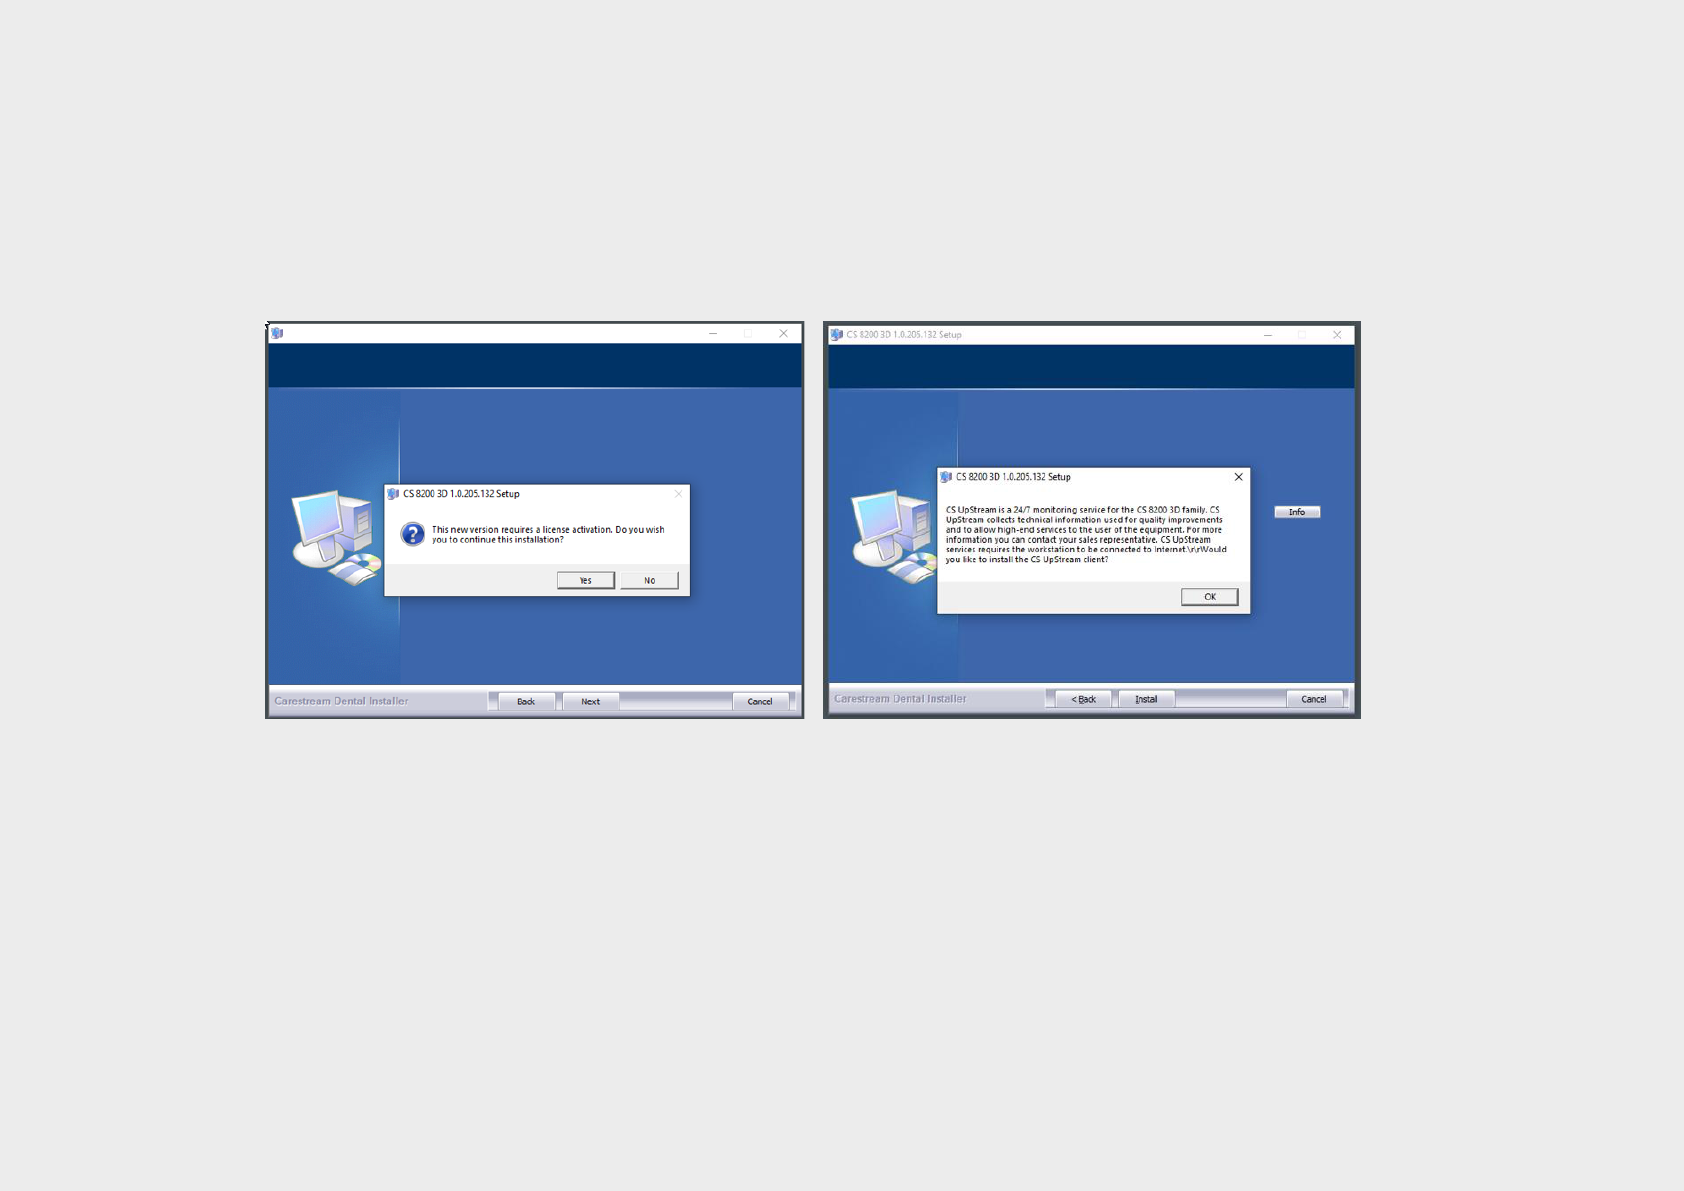 CS 8200 3D 1.0.205.132 Setup
This new version requires a license activation. Do you wish
you to continue this installation?
Yes
No
Carestream Dental Installer
Back
Next
Cancel
CS 8200 3D 1.0.205.132 Setup
CS 8200 3D 1.0.205.132 Setup
CS UpStream is a 24/7 monitoring service for the CS 8200 3D family. CS
UpStream collects technical information used for quality improvements
and to allow high-end services to the user of the equipment. For more
information you can contact your sales representative. CS UpStream
services requires the workstation to be connected to Internet.\r\rWould
you like to install the CS UpStream client?
OK
Info
Carestream Dental Installer
< Back
Install
Cancel